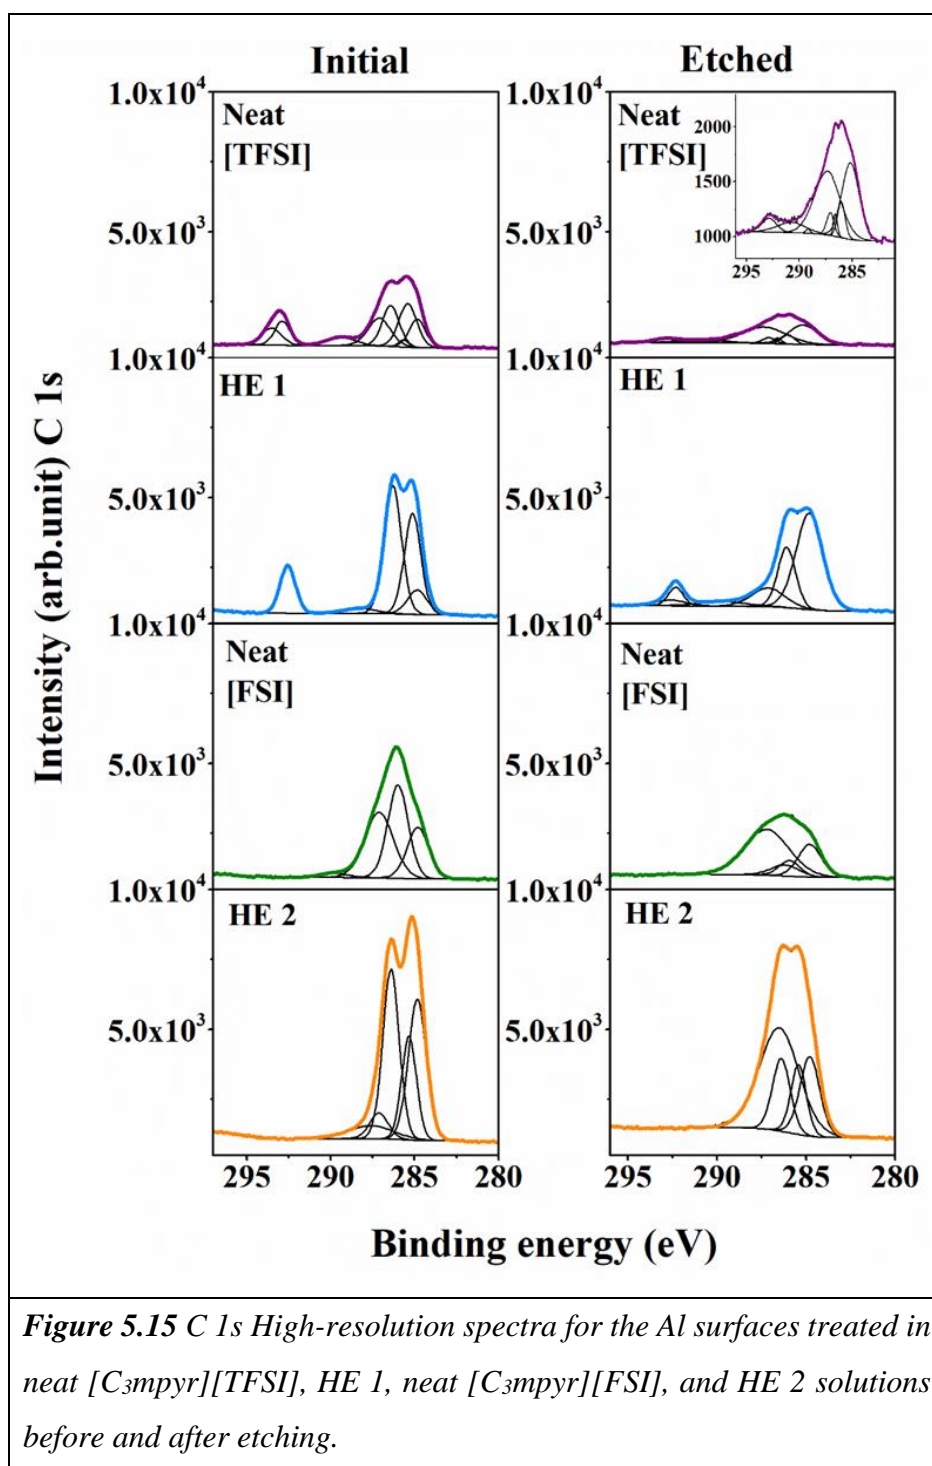 Initial
Etched
1.0x10⁴
Neat
[TFSI]
5.0x10³
1.0x10⁴
Neat
[TFSI]
2000
1500
1000
295 290 285
5.0x10³
1.0x10⁴
HE 1
5.0x10³
1.0x10⁴
HE 1
5.0x10³
1.0x10⁴
Neat
[FSI]
5.0x10³
1.0x10⁴
Neat
[FSI]
5.0x10³
1.0x10⁴
HE 2
5.0x10³
1.0x10⁴
HE 2
5.0x10³
295 290 285 280
295 290 285 280
Intensity (arb.unit) C 1s
Binding energy (eV)
Figure 5.15 C 1s High-resolution spectra for the Al surfaces treated in
neat [C₃mpyr][TFSI], HE 1, neat [C₃mpyr][FSI], and HE 2 solutions
before and after etching.